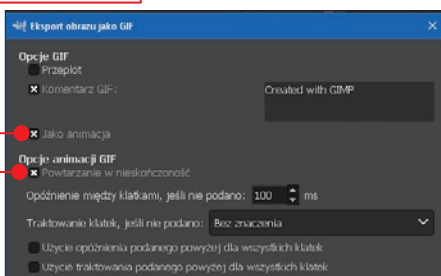 Eksport obrazu jako GIF
Opcje GIF
Przeplot
Komentarz GIF:
Created with GIMP
Jako animacja
Opcje animacji GIF
Powtarzanie w nieskończoność
Opóźnienie między klatkami, jeśli nie podano: 100 ms
Traktowanie klatek, jeśli nie podano: Bez znaczenia
Użycie opóźnienia podanego powyżej dla wszystkich klatek
Użycie traktowania podanego powyżej dla wszystkich klatek